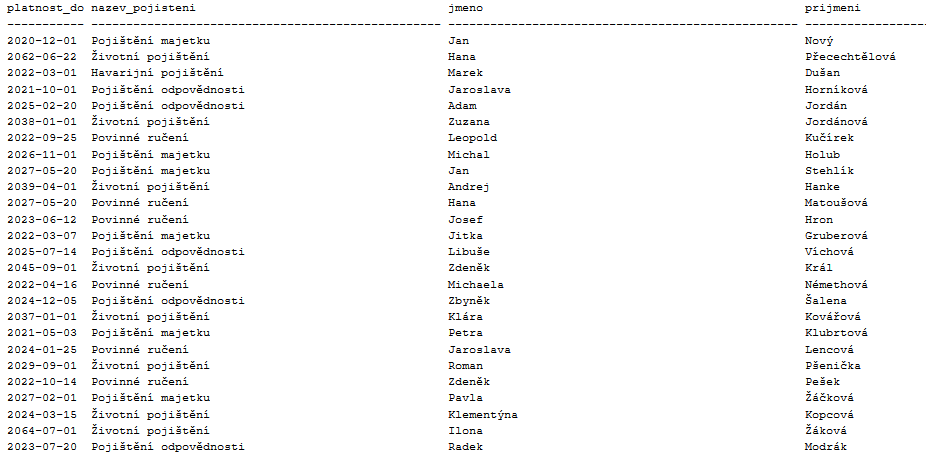 platnost_do nazev_pojisteni jmeno prijmeni
----------- -------------------------------------------------- -------------------------------------------------- -----------------
2020-12-01 Pojištění majetku Jan Nový
2062-06-22 Životní pojištění Hana Přecechtělová
2022-03-01 Havarijní pojištění Marek Dušan
2021-10-01 Pojištění odpovědnosti Jaroslava Horníková
2025-02-20 Pojištění odpovědnosti Adam Jordán
2038-01-01 Životní pojištění Zuzana Jordánová
2022-09-25 Povinné ručení Leopold Kučírek
2026-11-01 Pojištění majetku Michal Holub
2027-05-20 Pojištění majetku Jan Stehlík
2039-04-01 Životní pojištění Andrej Hanke
2027-05-20 Povinné ručení Hana Matoušová
2023-06-12 Povinné ručení Josef Hron
2022-03-07 Pojištění majetku Jitka Gruberová
2025-07-14 Pojištění odpovědnosti Libuše Víchová
2045-09-01 Životní pojištění Zdeněk Král
2022-04-16 Povinné ručení Michaela Némethová
2024-12-05 Pojištění odpovědnosti Zbyněk Šalena
2037-01-01 Životní pojištění Klára Kovářová
2021-05-03 Pojištění majetku Petra Klubrtová
2024-01-25 Povinné ručení Jaroslava Lencová
2029-09-01 Životní pojištění Roman Pšenička
2022-10-14 Povinné ručení Zdeněk Pešek
2027-02-01 Pojištění majetku Pavla Žáčková
2024-03-15 Životní pojištění Klementýna Kopcová
2064-07-01 Životní pojištění Ilona Žáková
2023-07-20 Pojištění odpovědnosti Radek Modrák